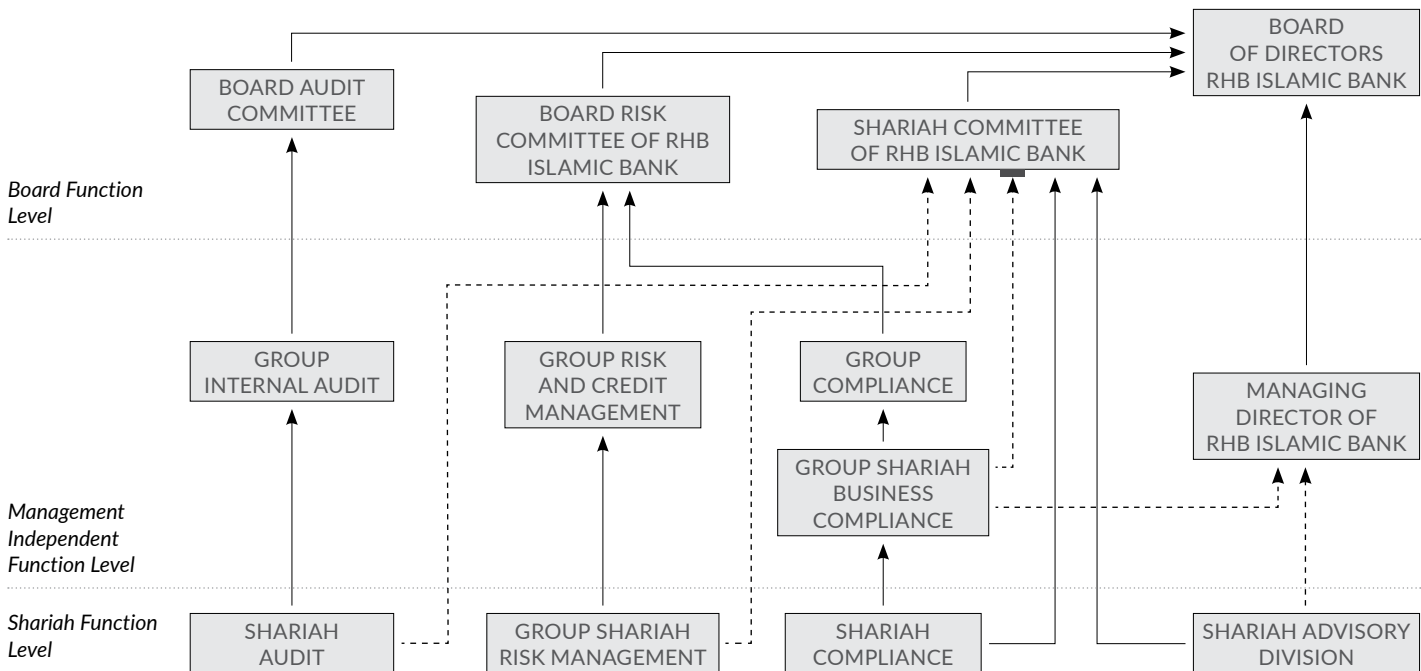 BOARD
OF DIRECTORS
RHB ISLAMIC BANK
BOARD AUDIT
COMMITTEE
BOARD RISK
COMMITTEE OF RHB
ISLAMIC BANK
SHARIAH COMMITTEE
OF RHB ISLAMIC BANK
Board Function
Level
GROUP
INTERNAL AUDIT
GROUP RISK
AND CREDIT
MANAGEMENT
GROUP
COMPLIANCE
MANAGING
DIRECTOR OF
RHB ISLAMIC BANK
GROUP SHARIAH
BUSINESS
COMPLIANCE
Management
Independent
Function Level
Shariah Function
Level
SHARIAH
AUDIT
GROUP SHARIAH
RISK MANAGEMENT
SHARIAH
COMPLIANCE
SHARIAH ADVISORY
DIVISION